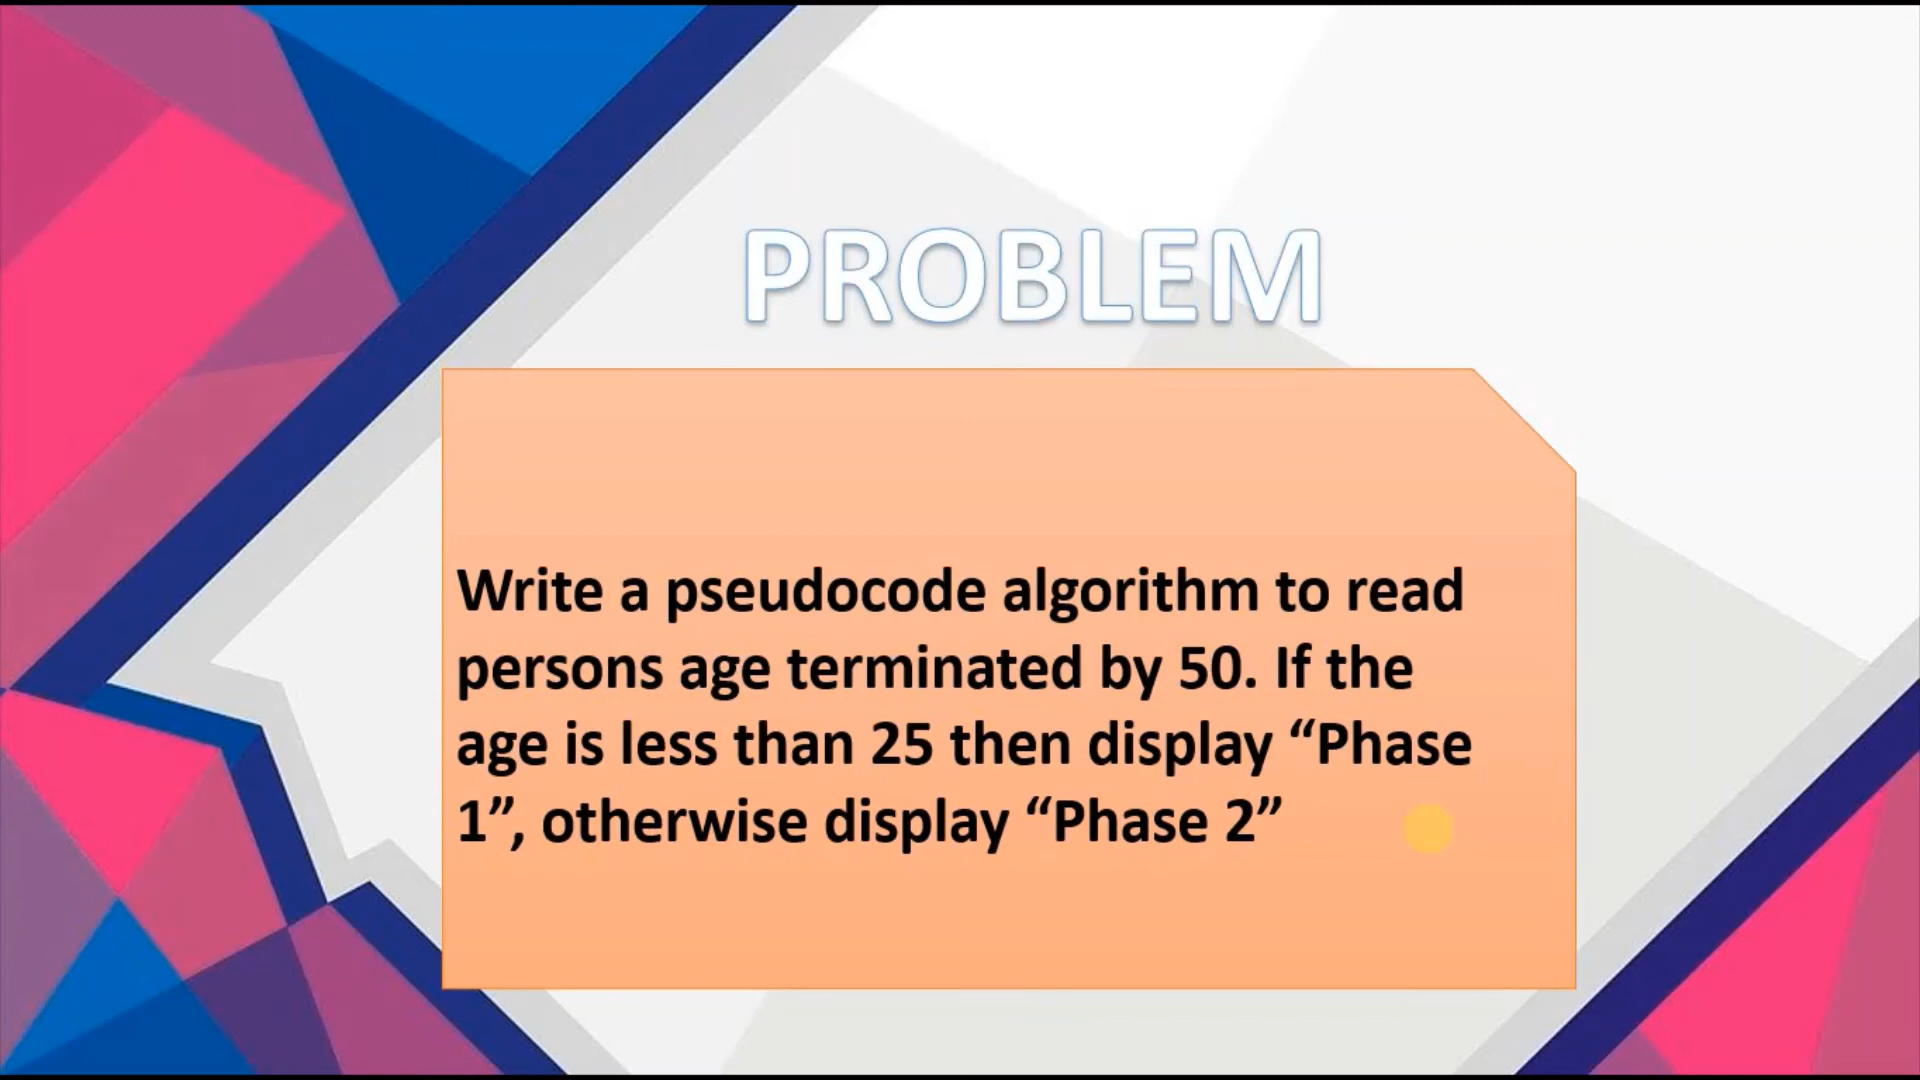 PROBLEM
Write a pseudocode algorithm to read
persons age terminated by 50. If the
age is less than 25 then display “Phase
1”, otherwise display “Phase 2”